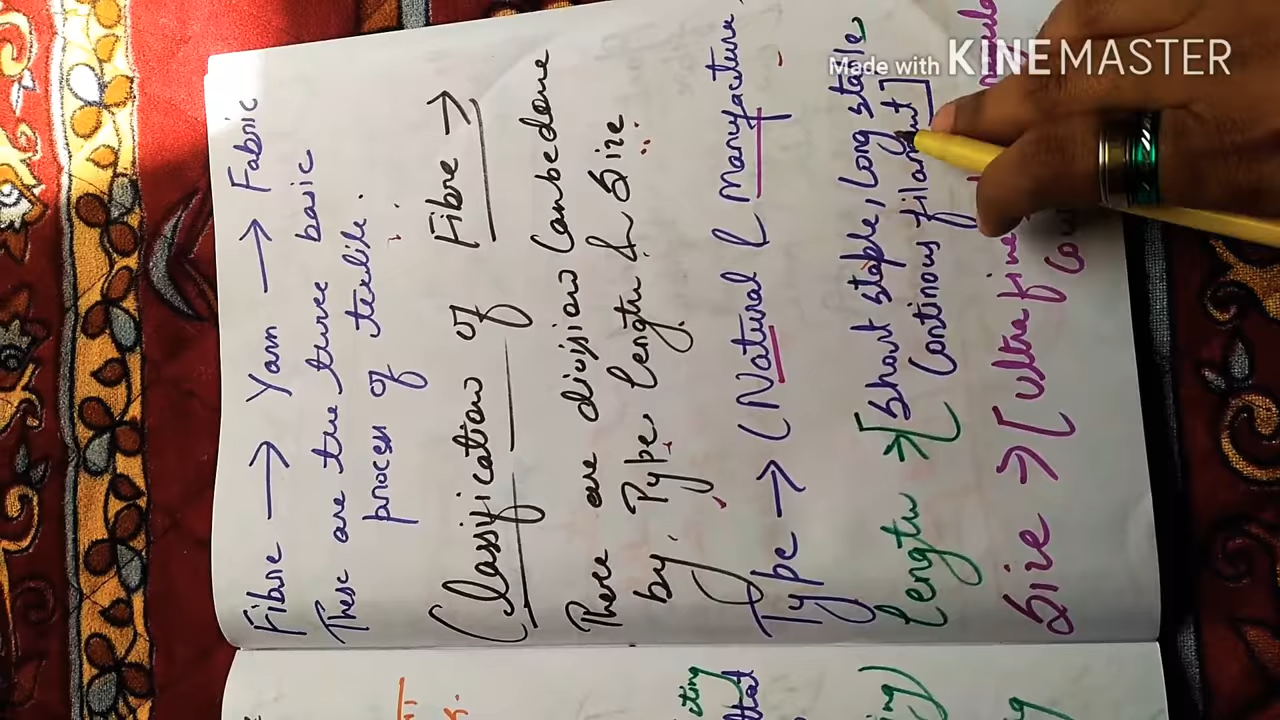 Fibre → Yarn → Fabric
These are the three basic
process of textile.
Classification of Fibre →
There are division Can be done
by. Type Length & Size
Type → (Natural ( Manufacture
Length → [Short staple, Long staple
Continous filament]
Size → [ultra fine
Made with KINEMASTER